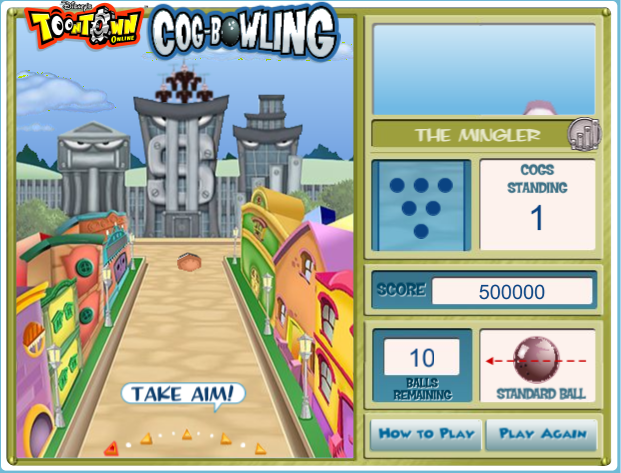 Disney's
TOONTOWN
ONLINE
COG-BOWLING
THE MINGLER
COGS
STANDING
1
SCORE 500000
10
BALLS
REMAINING
STANDARD BALL
TAKE AIM!
HOW TO PLAY
PLAY AGAIN